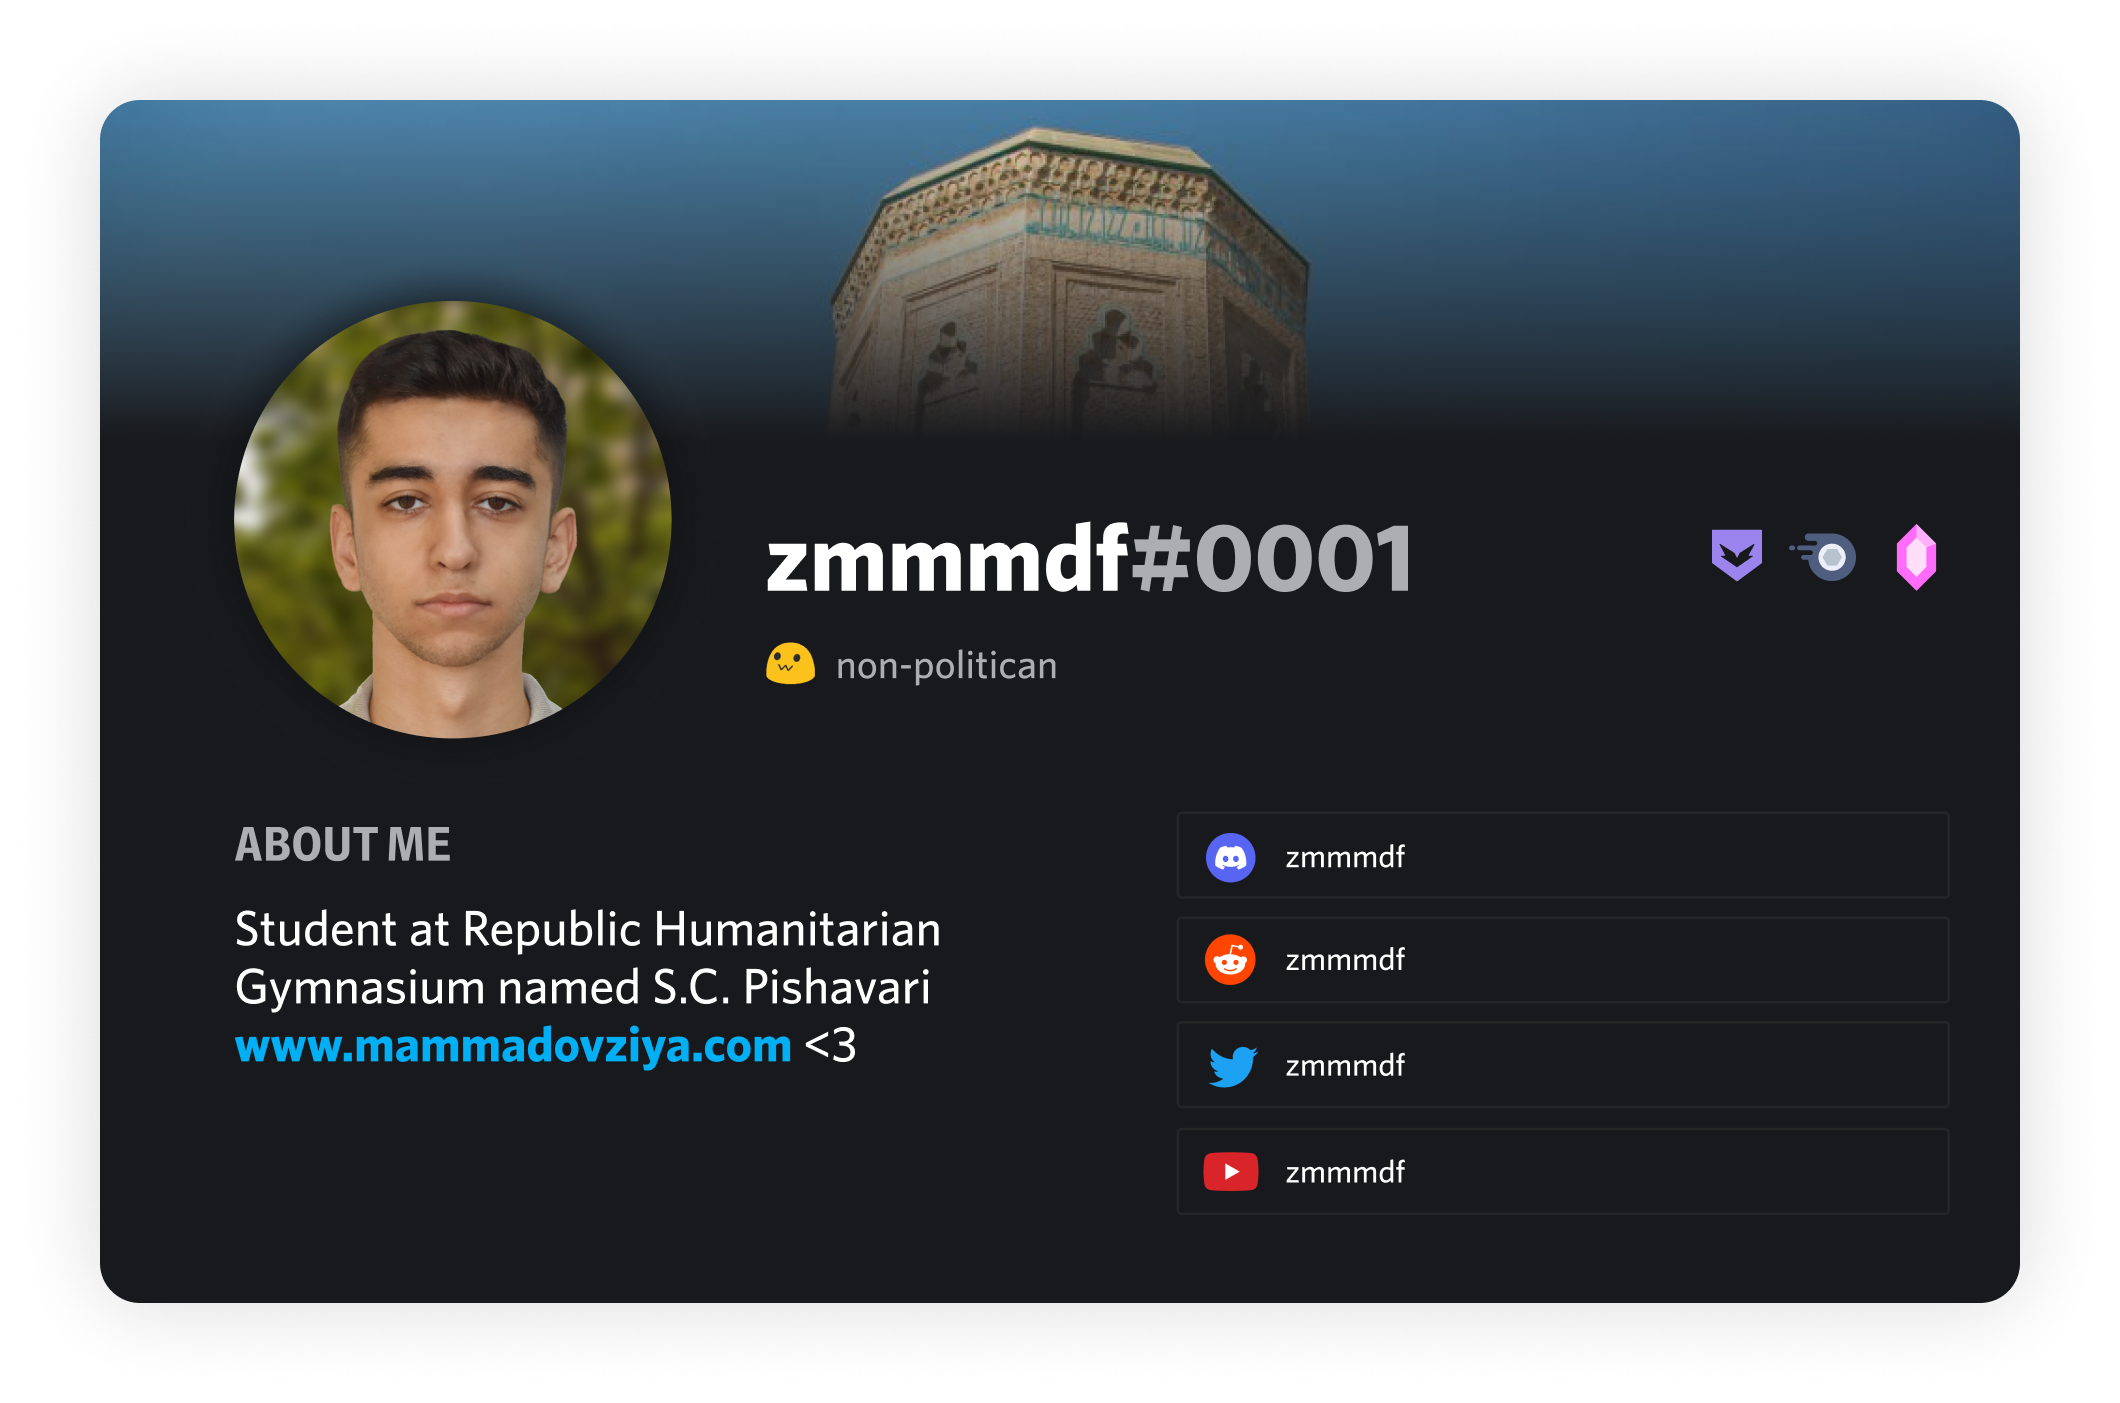 zmmmdf#0001
non-politican
ABOUT ME
Student at Republic Humanitarian
Gymnasium named S.C. Pishavari
www.mammadovziya.com <3
zmmmdf
zmmmdf
zmmmdf
zmmmdf